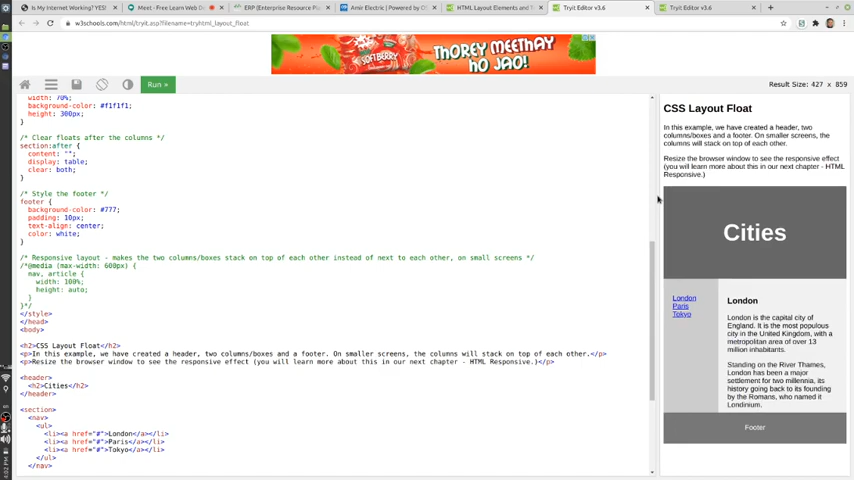 Is My Internet Working? YES!
Meet - Free Learn Web De
ERP (Enterprise Resource Pla
Amir Electric | Powered by OS
HTML Layout Elements and T
Tryit Editor v3.6
Tryit Editor v3.6
w3schools.com/html/tryit.asp?filename=tryhtml_layout_float
SOFTBERRY
THOREY MEETHAY
HO JAO!
Run »
Result Size: 427 x 859
width: 70%;
background-color: #f1f1f1;
height: 300px;
}
/* Clear floats after the columns */
section:after {
content: "";
display: table;
clear: both;
}
/* Style the footer */
footer {
background-color: #777;
padding: 10px;
text-align: center;
color: white;
}
/* Responsive layout - makes the two columns/boxes stack on top of each other instead of next to each other, on small screens */
/*@media (max-width: 600px) {
nav, article {
width: 100%;
height: auto;
}
}*/
</style>
</head>
<body>
<h2>CSS Layout Float</h2>
<p>In this example, we have created a header, two columns/boxes and a footer. On smaller screens, the columns will stack on top of each other.</p>
<p>Resize the browser window to see the responsive effect (you will learn more about this in our next chapter - HTML Responsive.)</p>
<header>
<h2>Cities</h2>
</header>
<section>
<nav>
<ul>
<li><a href="#">London</a></li>
<li><a href="#">Paris</a></li>
<li><a href="#">Tokyo</a></li>
</ul>
</nav>
CSS Layout Float
In this example, we have created a header, two
columns/boxes and a footer. On smaller screens, the
columns will stack on top of each other.
Resize the browser window to see the responsive effect
(you will learn more about this in our next chapter - HTML
Responsive.)
Cities
London
Paris
Tokyo
London
London is the capital city of
England. It is the most populous
city in the United Kingdom, with a
metropolitan area of over 13
million inhabitants.
Standing on the River Thames,
London has been a major
settlement for two millennia, its
history going back to its founding
by the Romans, who named it
Londinium.
Footer
4:02 PM